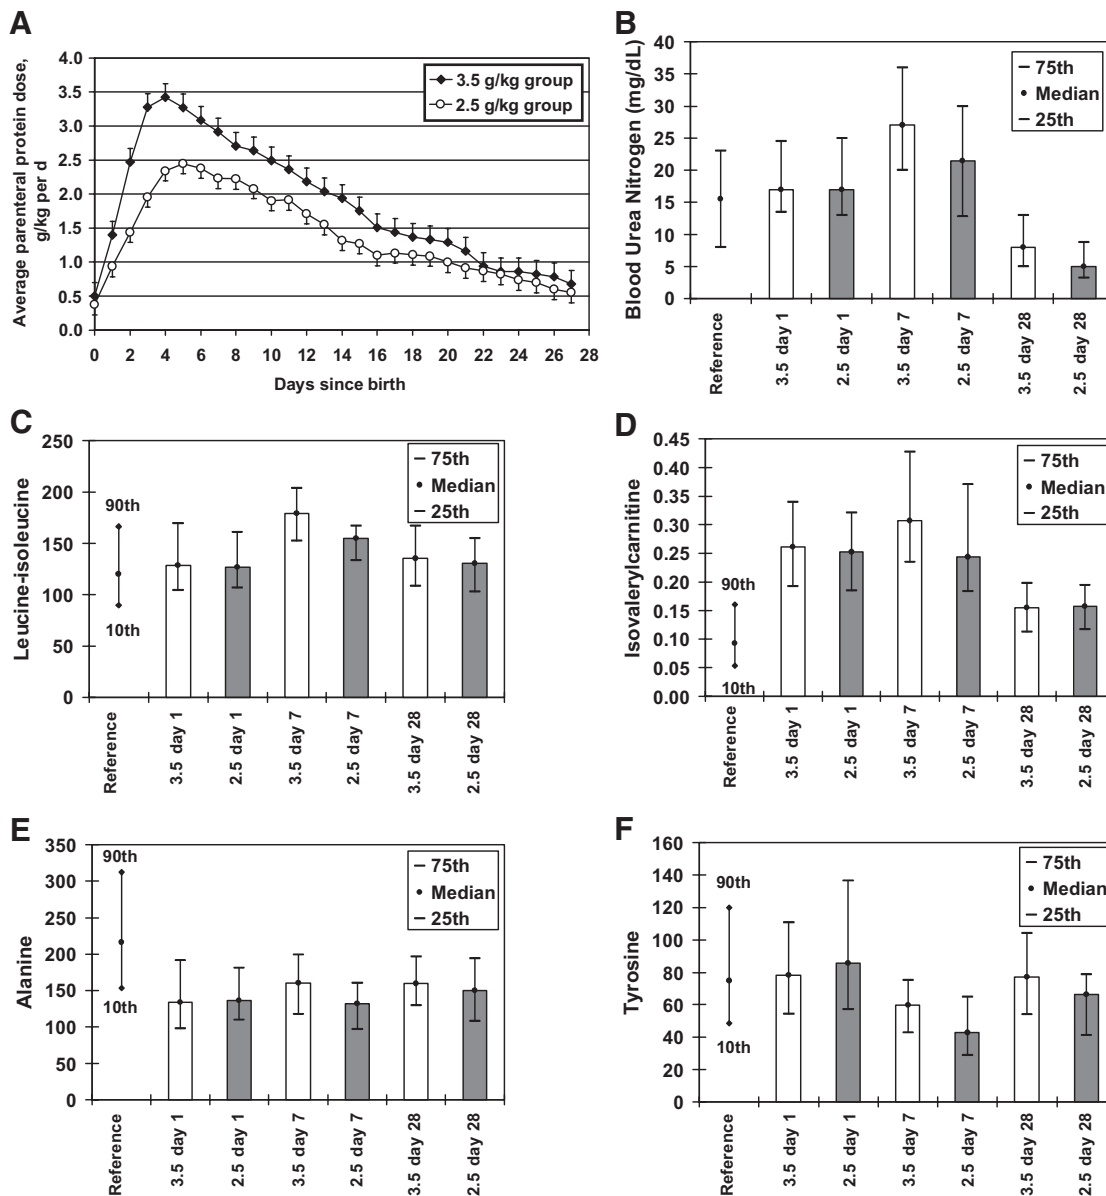 A
Average parenteral protein dose,
g/kg per d
4.0
3.5
3.0
2.5
2.0
1.5
1.0
0.5
0.0
3.5 g/kg group
2.5 g/kg group
0 2 4 6 8 10 12 14 16 18 20 22 24 26 28
Days since birth
B
Blood Urea Nitrogen (mg/dL)
40
35
30
25
20
15
10
5
0
75th
Median
25th
Reference
3.5 day 1
2.5 day 1
3.5 day 7
2.5 day 7
3.5 day 28
2.5 day 28
C
Leucine-isoleucine
250
200
150
100
50
0
90th
10th
75th
Median
25th
Reference
3.5 day 1
2.5 day 1
3.5 day 7
2.5 day 7
3.5 day 28
2.5 day 28
D
Isovalerylcarnitine
0.45
0.40
0.35
0.30
0.25
0.20
0.15
0.10
0.05
0.00
90th
10th
75th
Median
25th
Reference
3.5 day 1
2.5 day 1
3.5 day 7
2.5 day 7
3.5 day 28
2.5 day 28
E
Alanine
350
300
250
200
150
100
50
0
90th
10th
75th
Median
25th
Reference
3.5 day 1
2.5 day 1
3.5 day 7
2.5 day 7
3.5 day 28
2.5 day 28
F
Tyrosine
160
140
120
100
80
60
40
20
0
90th
10th
75th
Median
25th
Reference
3.5 day 1
2.5 day 1
3.5 day 7
2.5 day 7
3.5 day 28
2.5 day 28